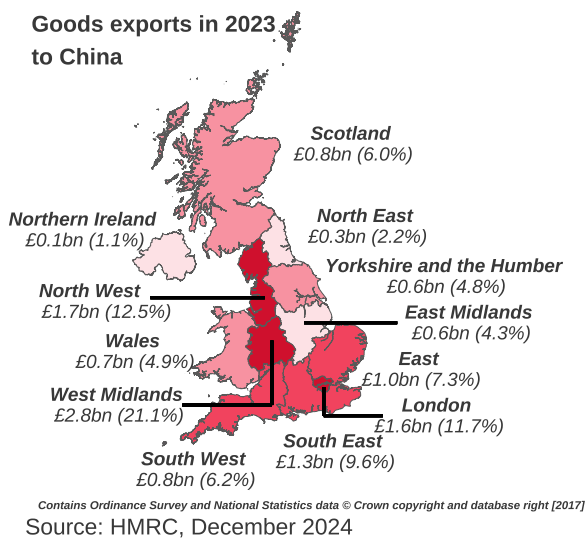 Goods exports in 2023
to China
Scotland
£0.8bn (6.0%)
Northern Ireland
£0.1bn (1.1%)
North East
£0.3bn (2.2%)
Yorkshire and the Humber
£0.6bn (4.8%)
North West
£1.7bn (12.5%)
East Midlands
£0.6bn (4.3%)
Wales
£0.7bn (4.9%)
East
£1.0bn (7.3%)
West Midlands
£2.8bn (21.1%)
London
£1.6bn (11.7%)
South East
£1.3bn (9.6%)
South West
£0.8bn (6.2%)
Contains Ordinance Survey and National Statistics data © Crown copyright and database right [2017]
Source: HMRC, December 2024